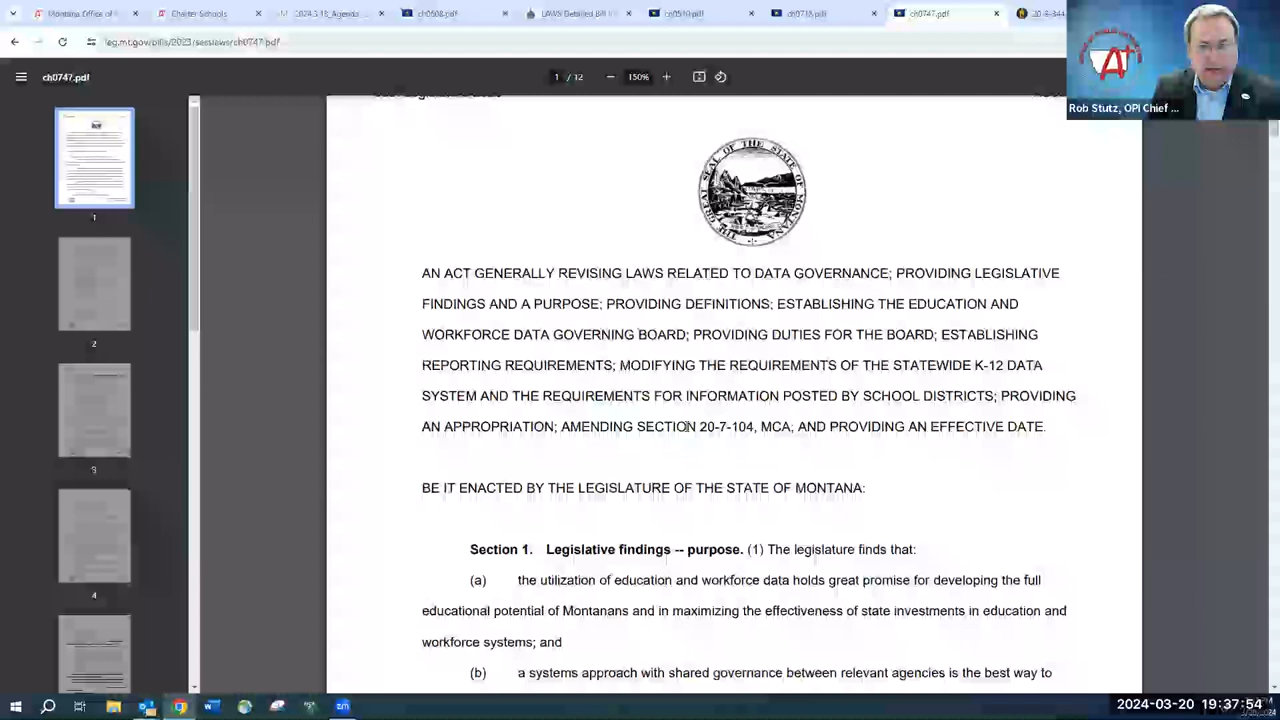 Montana Office of
Charter Schools
2024.3.18_Agenda
ch0508.pdf
LAWS Detailed Bill In
ch0510.pdf
ch0718.pdf
ch0747.pdf
leg.mt.gov/bills/2023/sesslaws/ch0747.pdf
ch0747.pdf
1 / 12
150%
Rob Stutz, OPI Chief ...
1
2
3
4
THE GREAT SEAL OF THE STATE OF MONTANA
AN ACT GENERALLY REVISING LAWS RELATED TO DATA GOVERNANCE; PROVIDING LEGISLATIVE
FINDINGS AND A PURPOSE; PROVIDING DEFINITIONS; ESTABLISHING THE EDUCATION AND
WORKFORCE DATA GOVERNING BOARD; PROVIDING DUTIES FOR THE BOARD; ESTABLISHING
REPORTING REQUIREMENTS; MODIFYING THE REQUIREMENTS OF THE STATEWIDE K-12 DATA
SYSTEM AND THE REQUIREMENTS FOR INFORMATION POSTED BY SCHOOL DISTRICTS; PROVIDING
AN APPROPRIATION; AMENDING SECTION 20-7-104, MCA; AND PROVIDING AN EFFECTIVE DATE.
BE IT ENACTED BY THE LEGISLATURE OF THE STATE OF MONTANA:
Section 1. Legislative findings -- purpose. (1) The legislature finds that:
(a) the utilization of education and workforce data holds great promise for developing the full
educational potential of Montanans and in maximizing the effectiveness of state investments in education and
workforce systems; and
(b) a systems approach with shared governance between relevant agencies is the best way to
2024-03-20 19:37:54